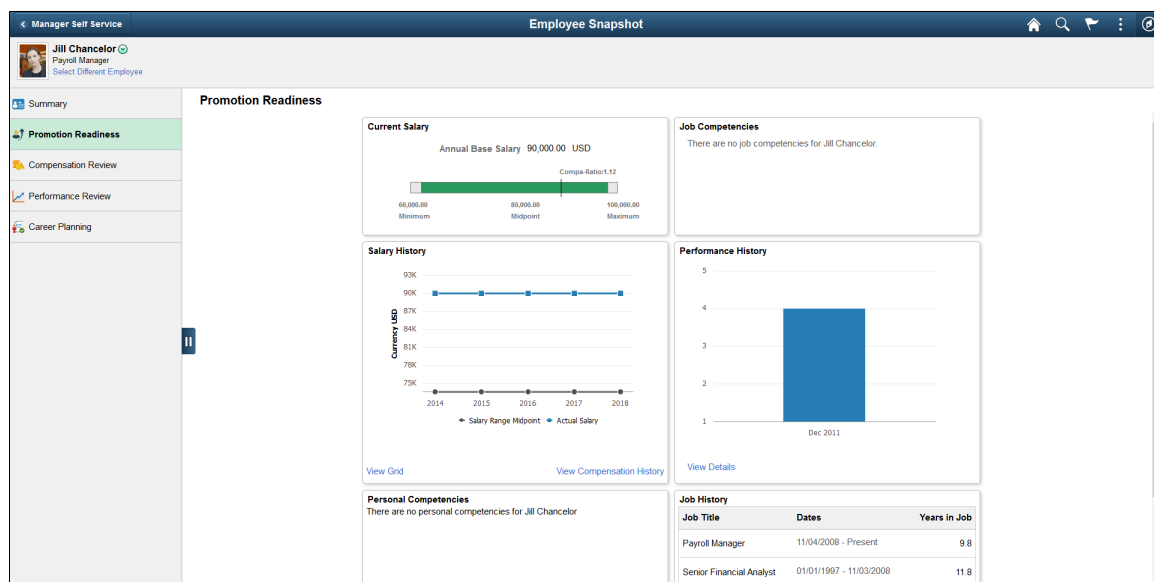 Manager Self Service
Employee Snapshot
Jill Chancelor
Payroll Manager
Select Different Employee
Summary
Promotion Readiness
Compensation Review
Performance Review
Career Planning
Promotion Readiness
Current Salary
Annual Base Salary 90,000.00 USD
Compa-Ratio:1.12
60,000.00 80,000.00 100,000.00
Minimum Midpoint Maximum
Job Competencies
There are no job competencies for Jill Chancelor.
Salary History
93K
90K
87K
84K
81K
78K
75K
Currency USD
2014 2015 2016 2017 2018
Salary Range Midpoint Actual Salary
View Grid View Compensation History
Performance History
5
4
3
2
1
Dec 2011
View Details
Personal Competencies
There are no personal competencies for Jill Chancelor
Job History
Job Title Dates Years in Job
Payroll Manager 11/04/2008 - Present 9.8
Senior Financial Analyst 01/01/1997 - 11/03/2008 11.8